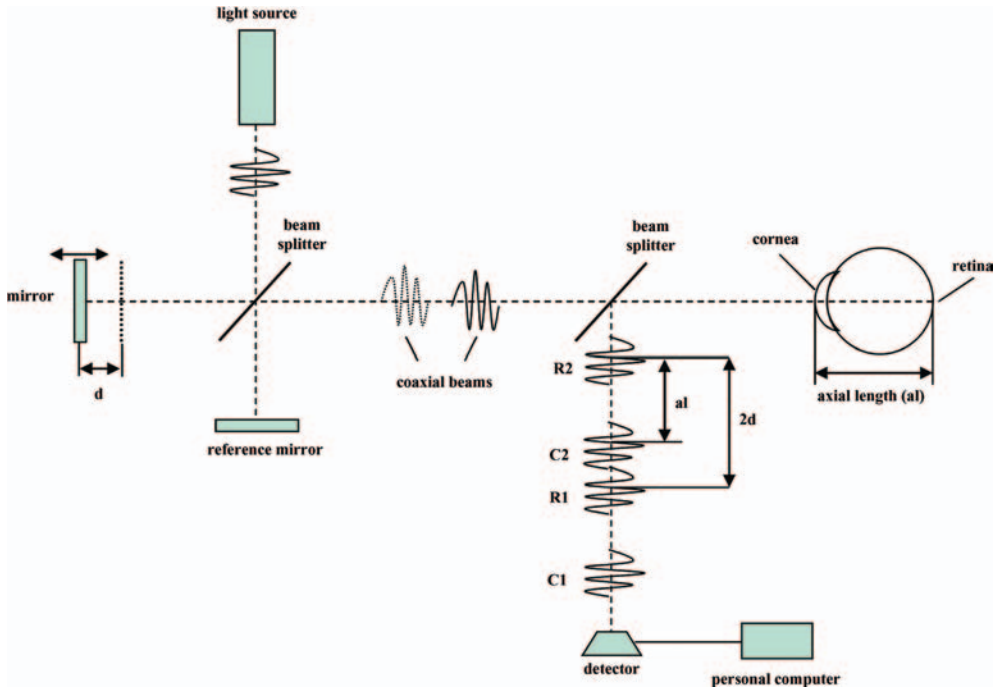 light source
beam
splitter
beam
splitter
cornea
retina
mirror
d
coaxial beams
R2
al
2d
axial length (al)
reference mirror
C2
R1
C1
detector
personal computer